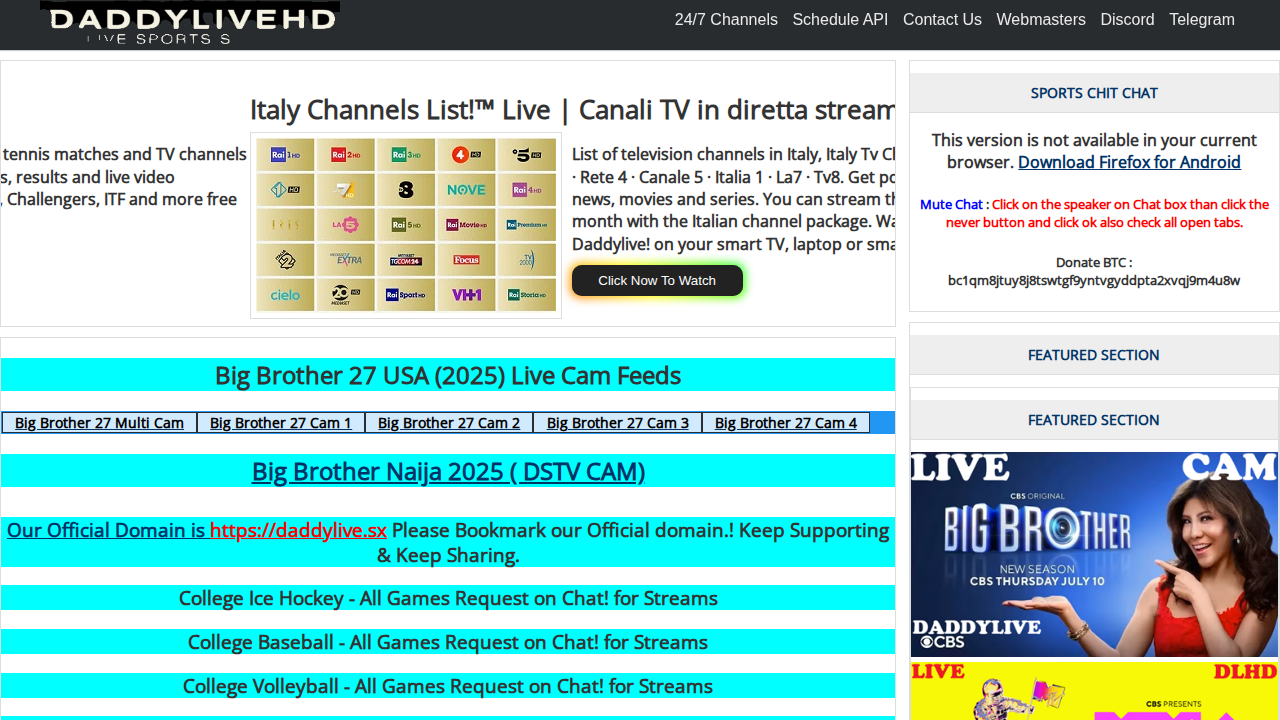 DADDYLIVEHD
LIVE SPORTS S
24/7 Channels Schedule API Contact Us Webmasters Discord Telegram
tennis matches and TV channels
s, results and live video
, Challengers, ITF and more free
Italy Channels List!™ Live | Canali TV in diretta stream
Rai 1 HD Rai 2 HD Rai 3 HD 4 HD 5 HD
HD 7 8 NOVE Rai 4 HD
IRIS LA 5 Rai 5 HD Rai Movie HD Rai Premium HD
27 MEDIASET EXTRA MEDIASET TGCOM24 Focus TV 2000
cielo 20 HD MEDIASET Rai Sport HD VH1 Rai Storia HD
List of television channels in Italy, Italy Tv Ch
· Rete 4 · Canale 5 · Italia 1 · La7 · Tv8. Get po
news, movies and series. You can stream th
month with the Italian channel package. Wa
Daddylive! on your smart TV, laptop or sma
Click Now To Watch
Big Brother 27 USA (2025) Live Cam Feeds
Big Brother 27 Multi Cam Big Brother 27 Cam 1 Big Brother 27 Cam 2 Big Brother 27 Cam 3 Big Brother 27 Cam 4
Big Brother Naija 2025 ( DSTV CAM)
Our Official Domain is https://daddylive.sx Please Bookmark our Official domain.! Keep Supporting
& Keep Sharing.
College Ice Hockey - All Games Request on Chat! for Streams
College Baseball - All Games Request on Chat! for Streams
College Volleyball - All Games Request on Chat! for Streams
SPORTS CHIT CHAT
This version is not available in your current
browser. Download Firefox for Android
Mute Chat : Click on the speaker on Chat box than click the
never button and click ok also check all open tabs.
Donate BTC :
bc1qm8jtuy8j8tswtgf9yntvgyddpta2xvqj9m4u8w
FEATURED SECTION
FEATURED SECTION
LIVE CAM
CBS ORIGINAL
BIG BROTHER
NEW SEASON
CBS THURSDAY JULY 10
DADDYLIVE
CBS
LIVE DLHD
CBS PRESENTS